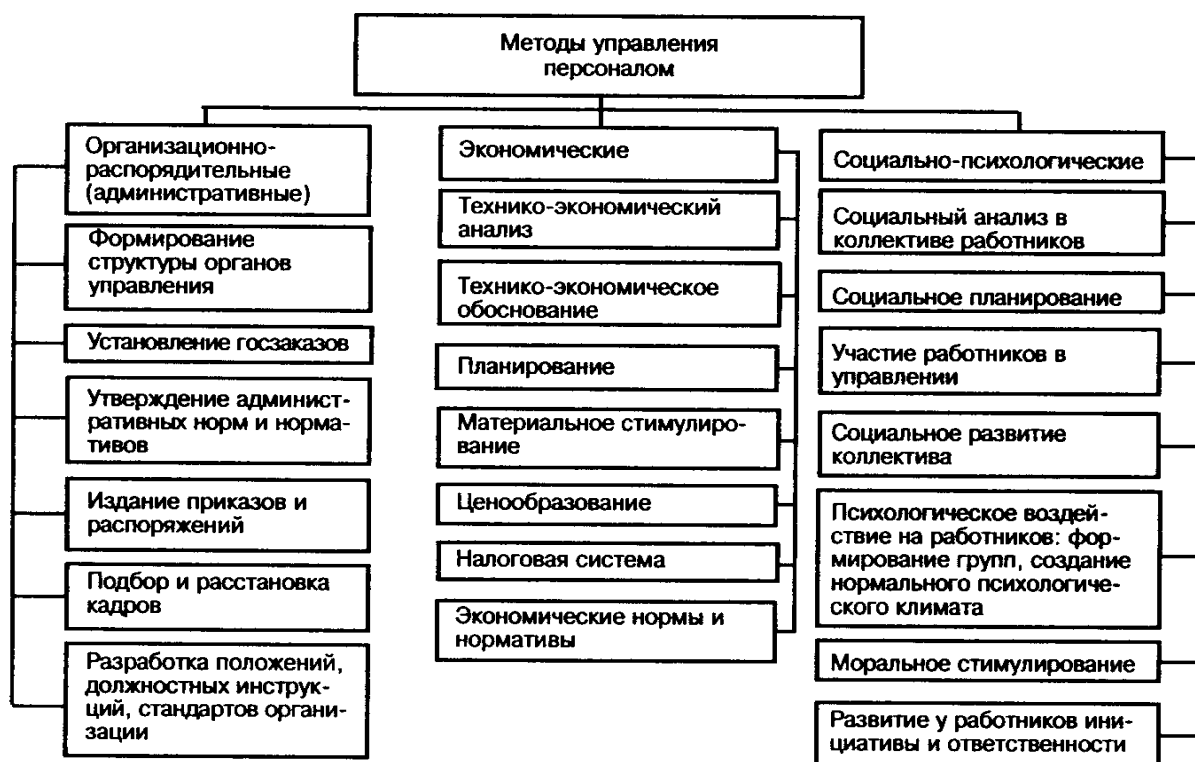 Методы управления
персоналом
Организационно-
распорядительные
(административные)
Формирование
структуры органов
управления
Установление госзаказов
Утверждение админист-
ративных норм и норма-
тивов
Издание приказов и
распоряжений
Подбор и расстановка
кадров
Разработка положений,
должностных инструк-
ций, стандартов органи-
зации
Экономические
Технико-экономический
анализ
Технико-экономическое
обоснование
Планирование
Материальное стимулиро-
вание
Ценообразование
Налоговая система
Экономические нормы и
нормативы
Социально-психологические
Социальный анализ в
коллективе работников
Социальное планирование
Участие работников в
управлении
Социальное развитие
коллектива
Психологическое воздей-
ствие на работников: фор-
мирование групп, создание
нормального психологиче-
ского климата
Моральное стимулирование
Развитие у работников ини-
циативы и ответственности